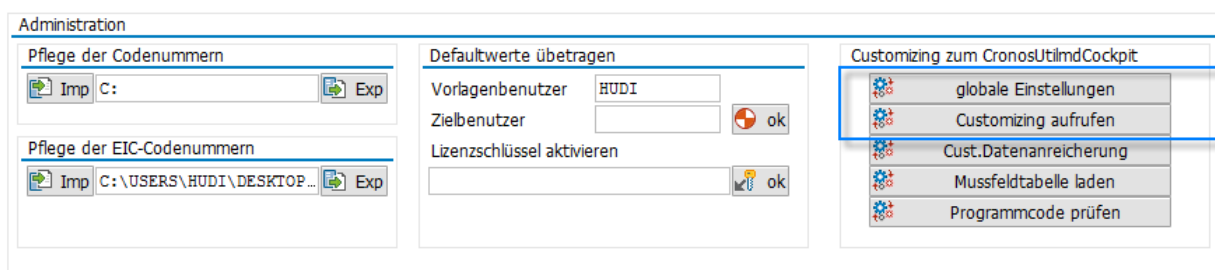 Administration
Pflege der Codenummern
Imp C: Exp
Pflege der EIC-Codenummern
Imp C:\USERS\HUDI\DESKTOP… Exp
Defaultwerte übetragen
Vorlagenbenutzer HUDI
Zielbenutzer ok
Lizenzschlüssel aktivieren
ok
Customizing zum CronosUtilmdCockpit
globale Einstellungen
Customizing aufrufen
Cust.Datenanreicherung
Mussfeldtabelle laden
Programmcode prüfen